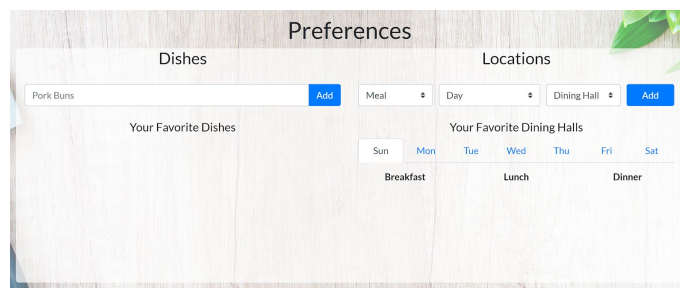 Preferences
Dishes
Locations
Pork Buns Add
Meal Day Dining Hall Add
Your Favorite Dishes
Your Favorite Dining Halls
Sun Mon Tue Wed Thu Fri Sat
Breakfast Lunch Dinner